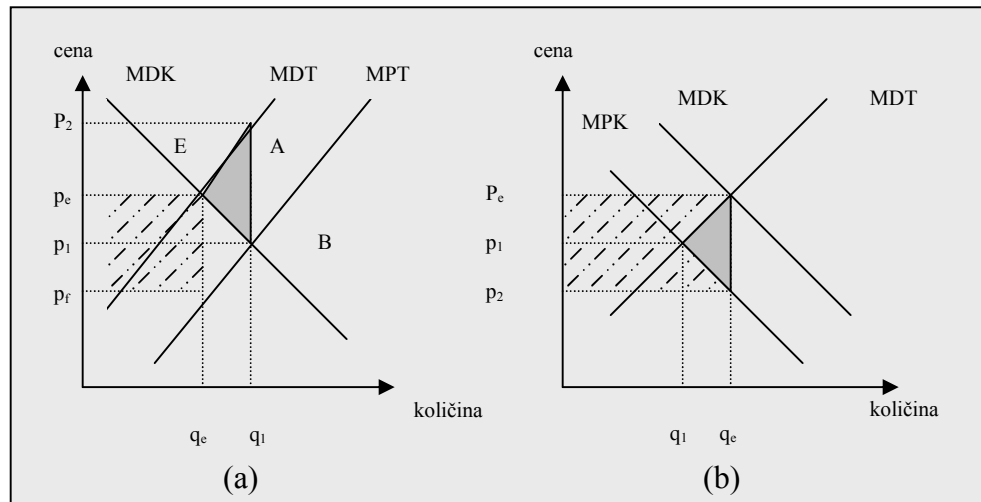 cena
MDK
MDT
MPT
P₂
E
A
pₑ
p₁
B
p_f
količina
qₑ
q₁
(a)
cena
MDK
MDT
MPK
Pₑ
p₁
p₂
količina
q₁
qₑ
(b)